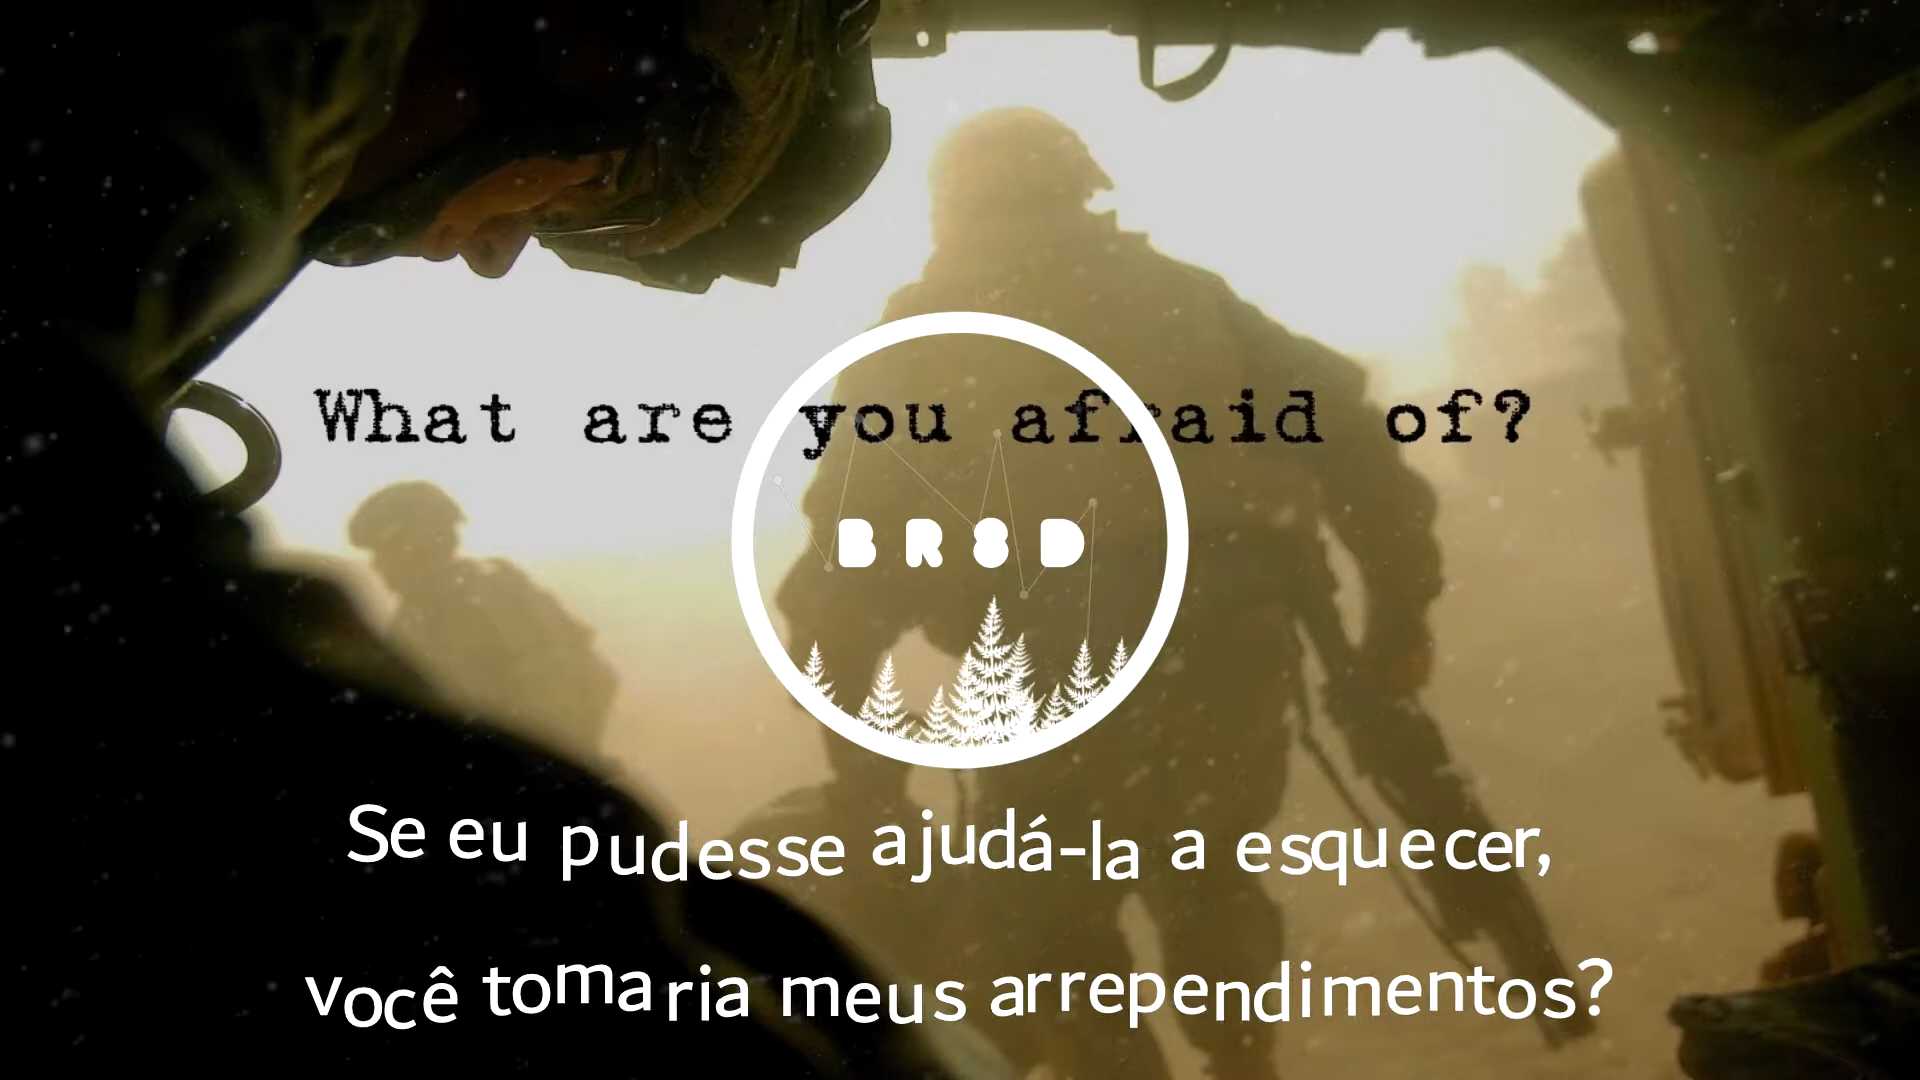 What are you afraid of?
BR8D
Se eu pudesse ajudá-la a esquecer,
você tomaria meus arrependimentos?